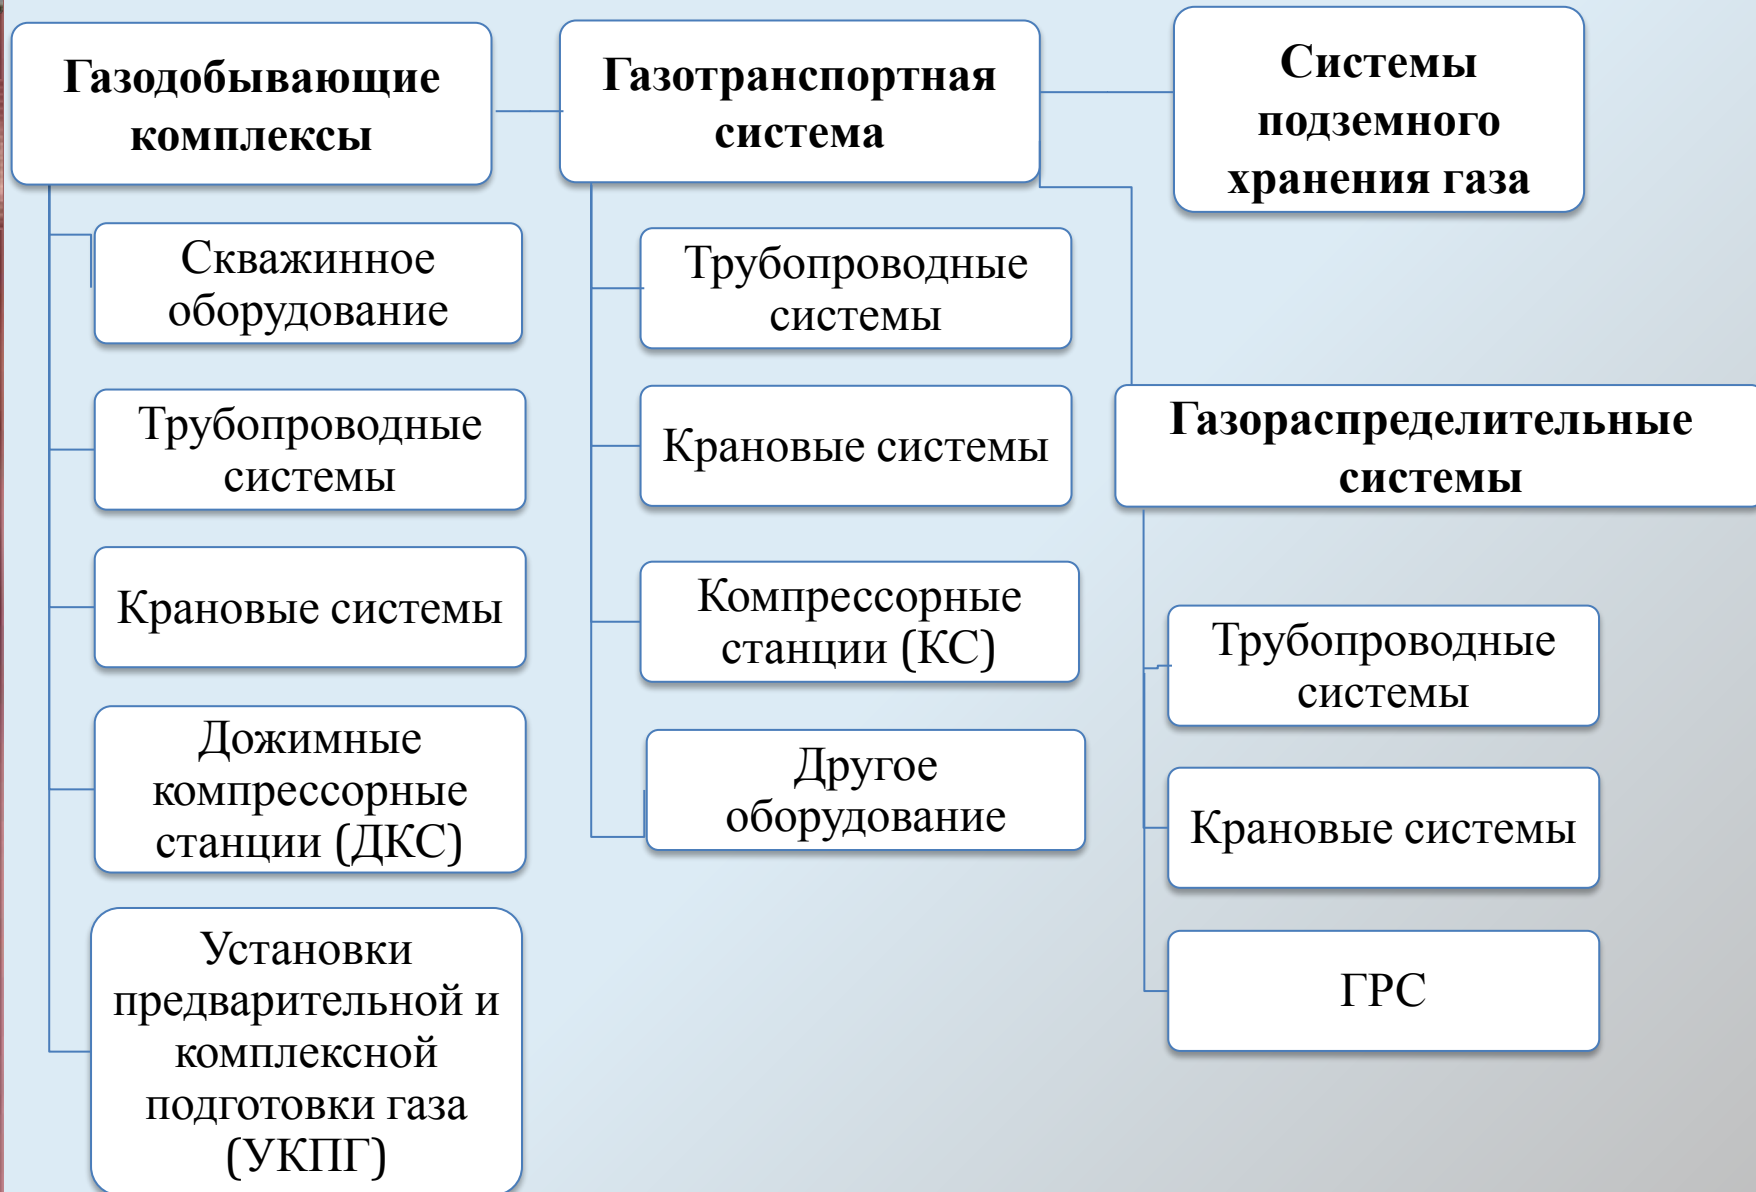 Газодобывающие
комплексы
Скважинное
оборудование
Трубопроводные
системы
Крановые системы
Дожимные
компрессорные
станции (ДКС)
Установки
предварительной и
комплексной
подготовки газа
(УКПГ)
Газотранспортная
система
Трубопроводные
системы
Крановые системы
Компрессорные
станции (КС)
Другое
оборудование
Системы
подземного
хранения газа
Газораспределительные
системы
Трубопроводные
системы
Крановые системы
ГРС